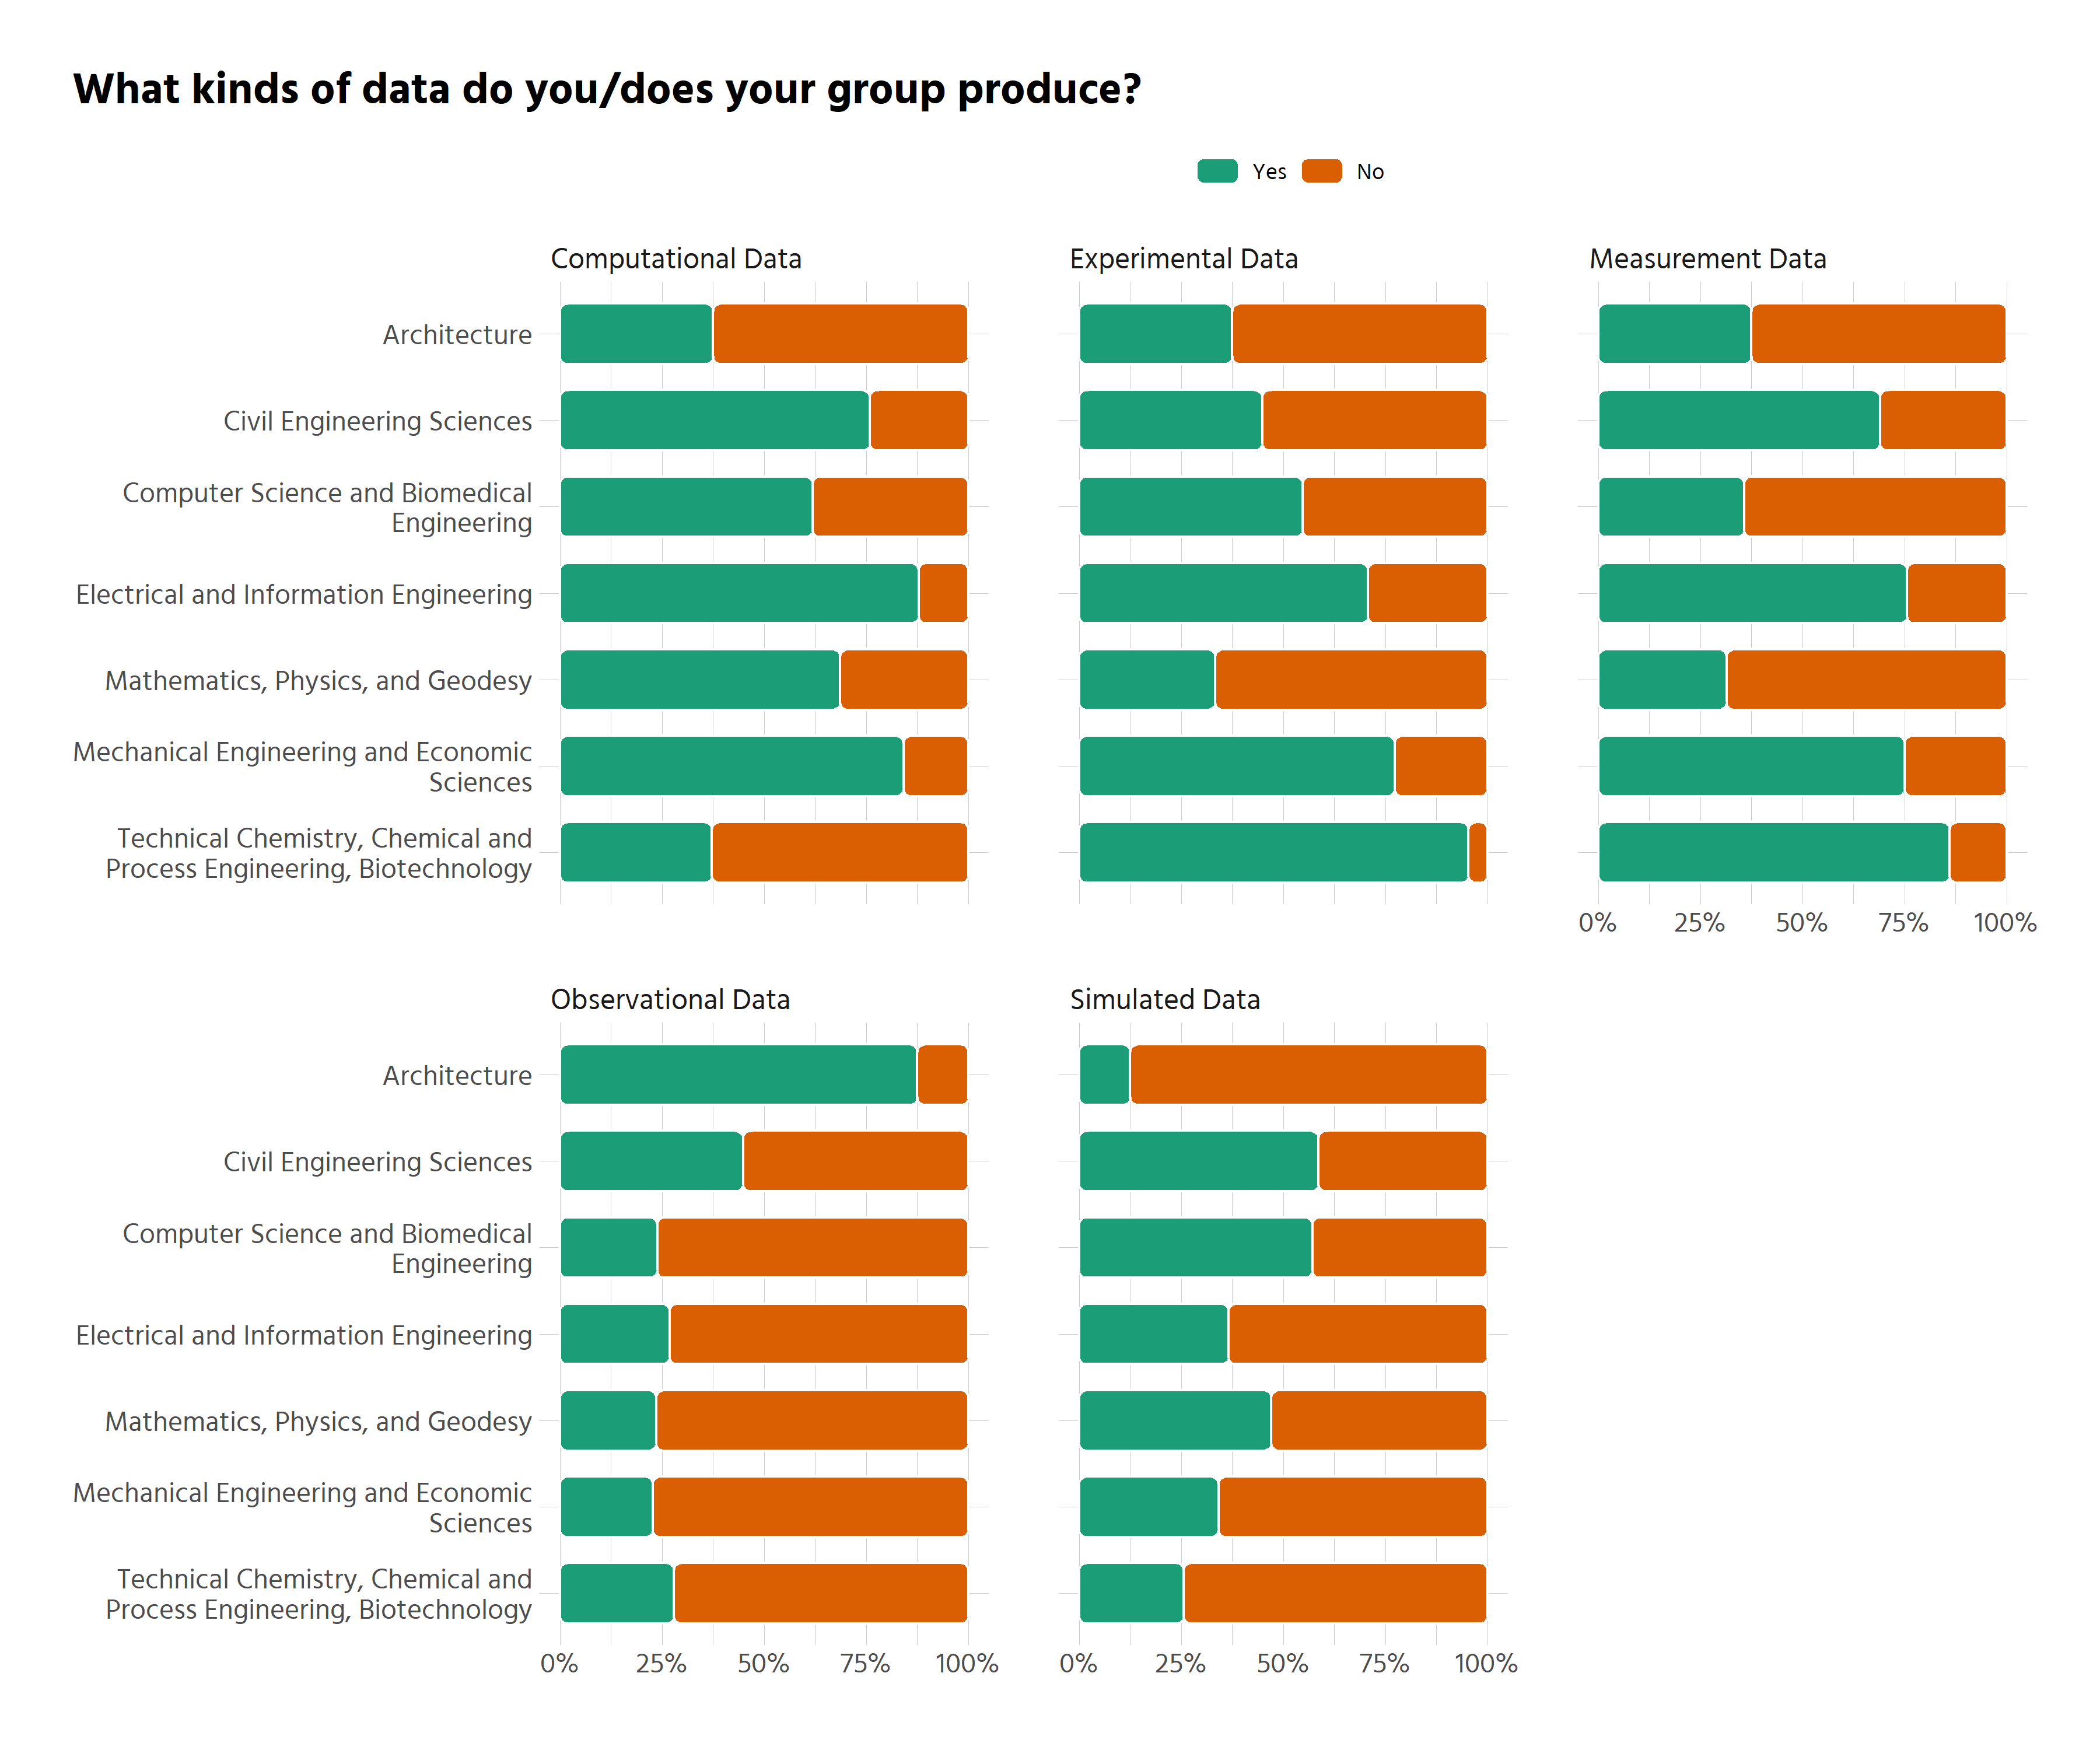 What kinds of data do you/does your group produce?
Yes No
Computational Data
Experimental Data
Measurement Data
Architecture
Civil Engineering Sciences
Computer Science and Biomedical
Engineering
Electrical and Information Engineering
Mathematics, Physics, and Geodesy
Mechanical Engineering and Economic
Sciences
Technical Chemistry, Chemical and
Process Engineering, Biotechnology
0% 25% 50% 75% 100%
Observational Data
Simulated Data
Architecture
Civil Engineering Sciences
Computer Science and Biomedical
Engineering
Electrical and Information Engineering
Mathematics, Physics, and Geodesy
Mechanical Engineering and Economic
Sciences
Technical Chemistry, Chemical and
Process Engineering, Biotechnology
0% 25% 50% 75% 100%
0% 25% 50% 75% 100%